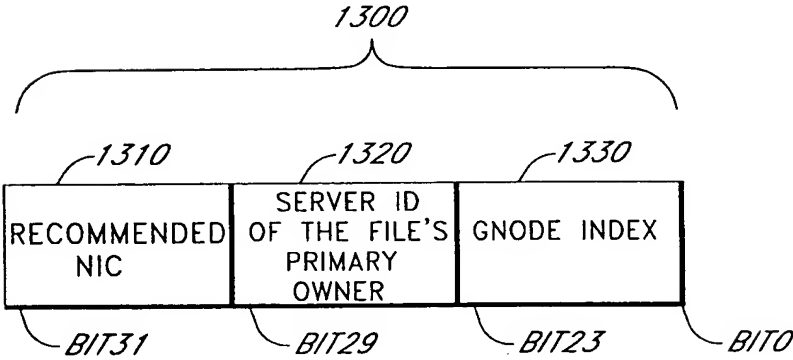 1300
1310
1320
1330
RECOMMENDED
NIC
SERVER ID
OF THE FILE'S
PRIMARY
OWNER
GNODE INDEX
BIT31
BIT29
BIT23
BIT0